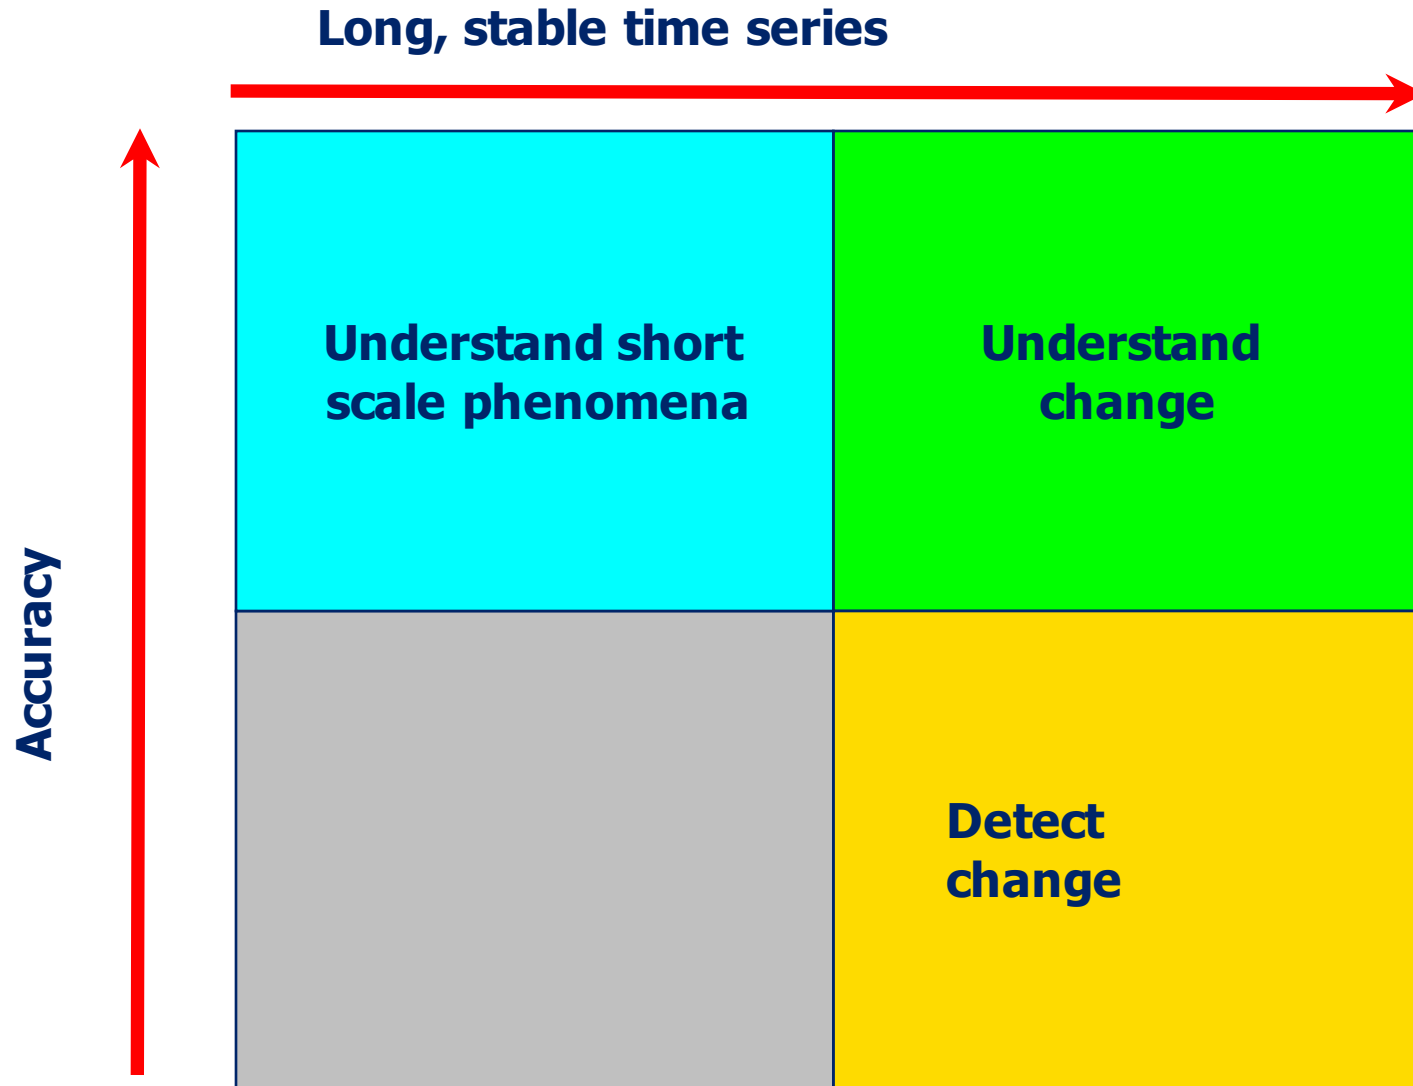 Long, stable time series
Understand short
scale phenomena
Understand
change
Accuracy
Detect
change